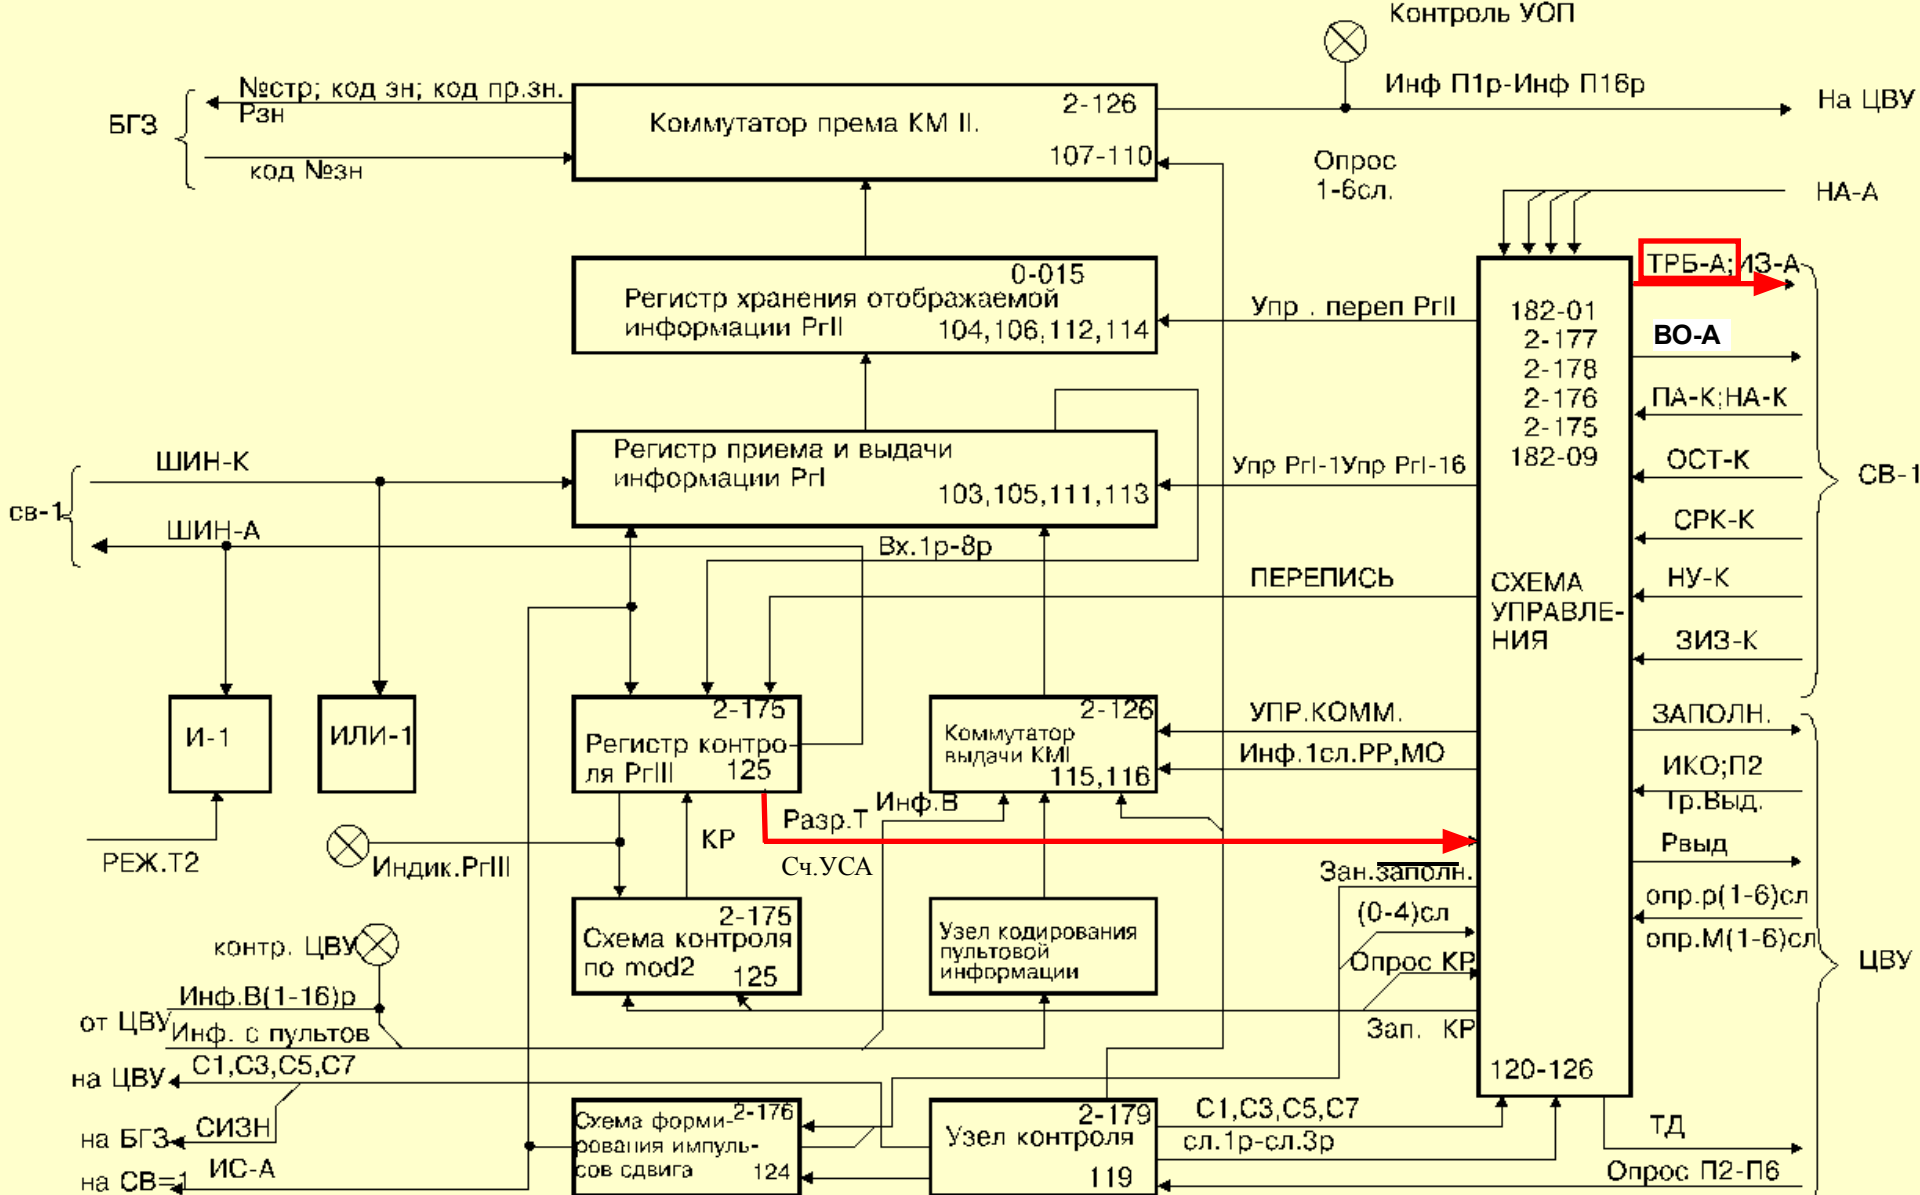 Контроль УОП
№стр; код зн; код пр.зн.
Рзн
БГЗ
код №зн
2-126
Коммутатор према КМ II.
107-110
Инф П1р-Инф П16р
На ЦВУ
Опрос
1-6сл.
НА-А
0-015
Регистр хранения отображаемой
информации РгII
104,106,112,114
Упр . переп РгII
ТРБ-А;ИЗ-А
182-01
2-177
2-178
2-176
2-175
182-09
ВО-А
ПА-К;НА-К
ОСТ-К
СРК-К
НУ-К
ЗИЗ-К
СВ-1
ШИН-К
св-1
ШИН-А
Регистр приема и выдачи
информации РгI
103,105,111,113
Упр РгI-1Упр РгI-16
Вх.1р-8р
ПЕРЕПИСЬ
СХЕМА
УПРАВЛЕ-
НИЯ
И-1
ИЛИ-1
2-175
Регистр контро-
ля РгIII
125
2-126
Коммутатор
выдачи КМI
115,116
УПР.КОММ.
Инф.1сл.РР,МО
ЗАПОЛН.
ИКО;П2
Тр.Выд.
Рвыд
опр.р(1-6)сл
опр.М(1-6)сл
ЦВУ
РЕЖ.Т2
Индик.РгIII
КР
Разр.Т
Инф.В
Сч.УСА
Зан.заполн.
(0-4)сл
Опрос КР
Зап. КР
контр. ЦВУ
2-175
Схема контроля
по mod2
125
Узел кодирования
пультовой
информации
Инф.В(1-16)р
от ЦВУ
Инф. с пультов
на ЦВУ
С1,С3,С5,С7
на БГЗ
СИЗН
на СВ=1
ИС-А
2-176
Схема форми-
рования импуль-
сов сдвига
124
2-179
Узел контроля
119
С1,С3,С5,С7
сл.1р-сл.3р
120-126
ТД
Опрос П2-П6